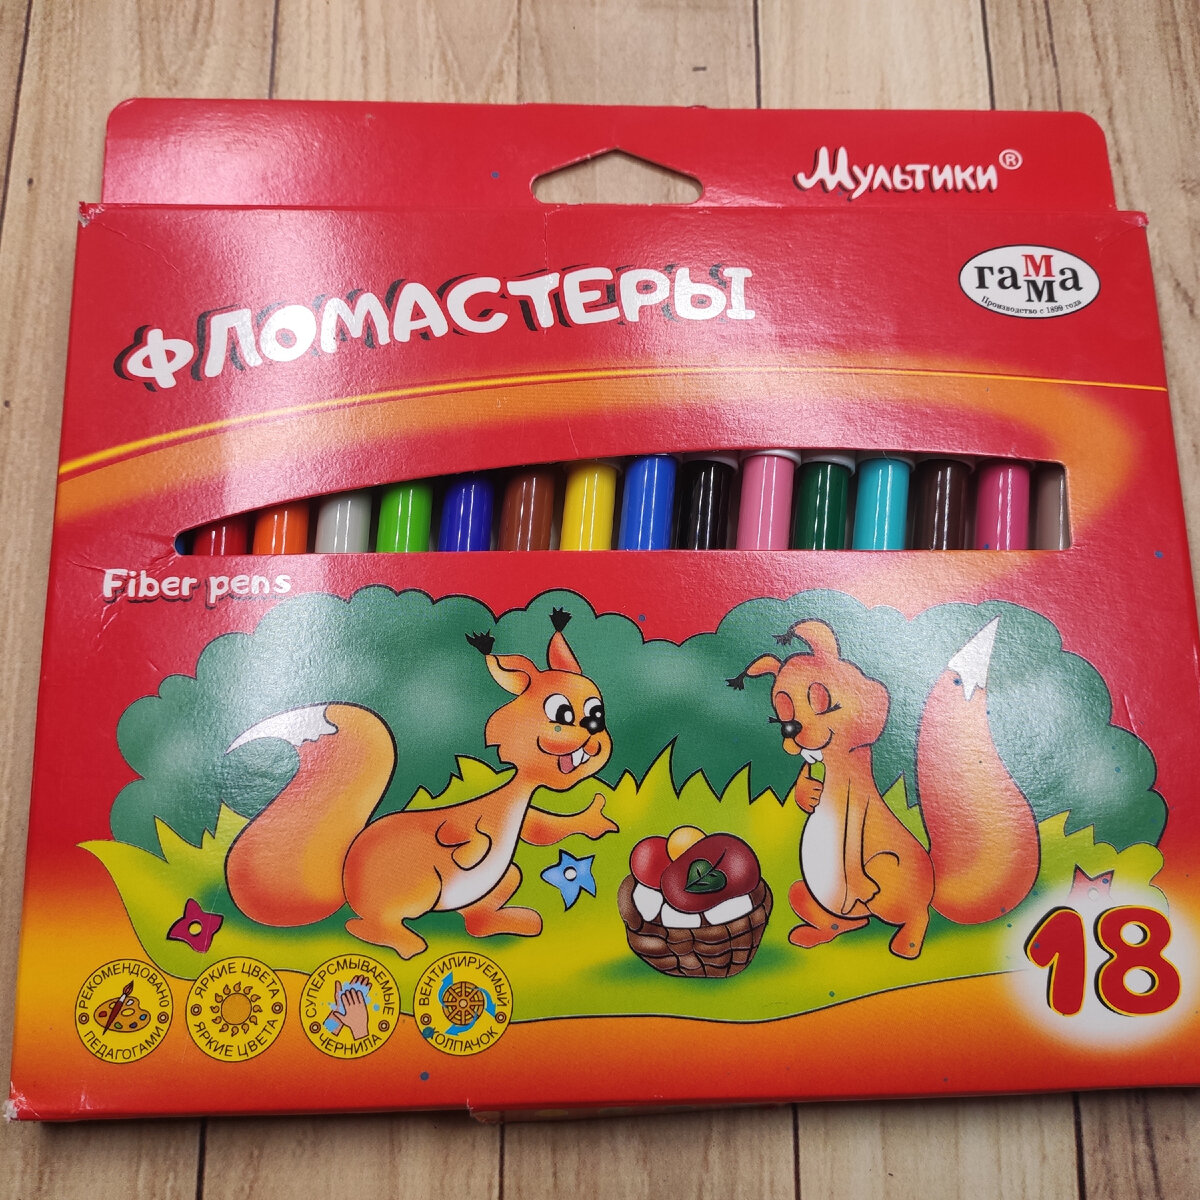 Мультики®
ФЛОМАСТЕРЫ
гамма
Производство с 1899 года
Fiber pens
18
РЕКОМЕНДОВАНО
ПЕДАГОГАМИ
ЯРКИЕ ЦВЕТА
ЯРКИЕ ЦВЕТА
СУПЕРСМЫВАЕМЫЕ
ЧЕРНИЛА
ВЕНТИЛИРУЕМЫЙ
КОЛПАЧОК